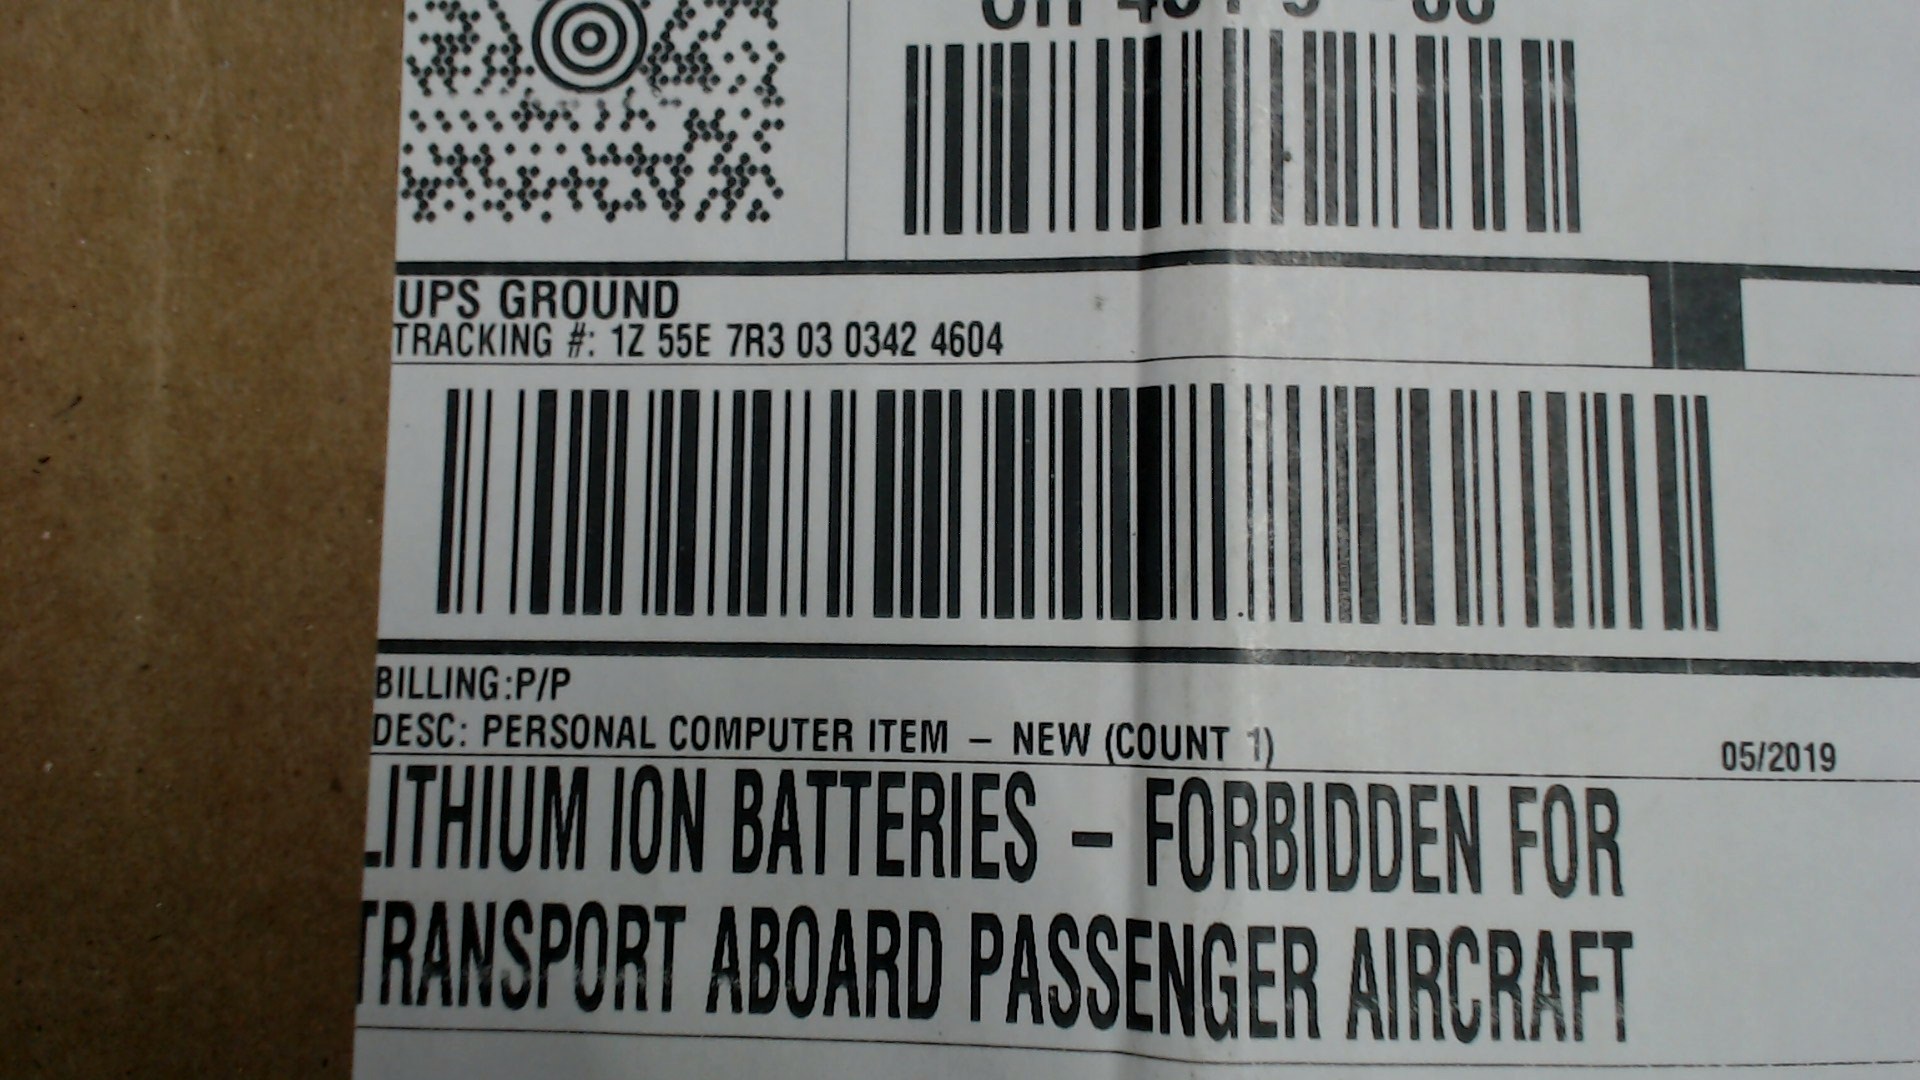 UPS GROUND
TRACKING #: 1Z 55E 7R3 03 0342 4604
BILLING:P/P
DESC: PERSONAL COMPUTER ITEM – NEW (COUNT 1)
05/2019
LITHIUM ION BATTERIES – FORBIDDEN FOR
TRANSPORT ABOARD PASSENGER AIRCRAFT